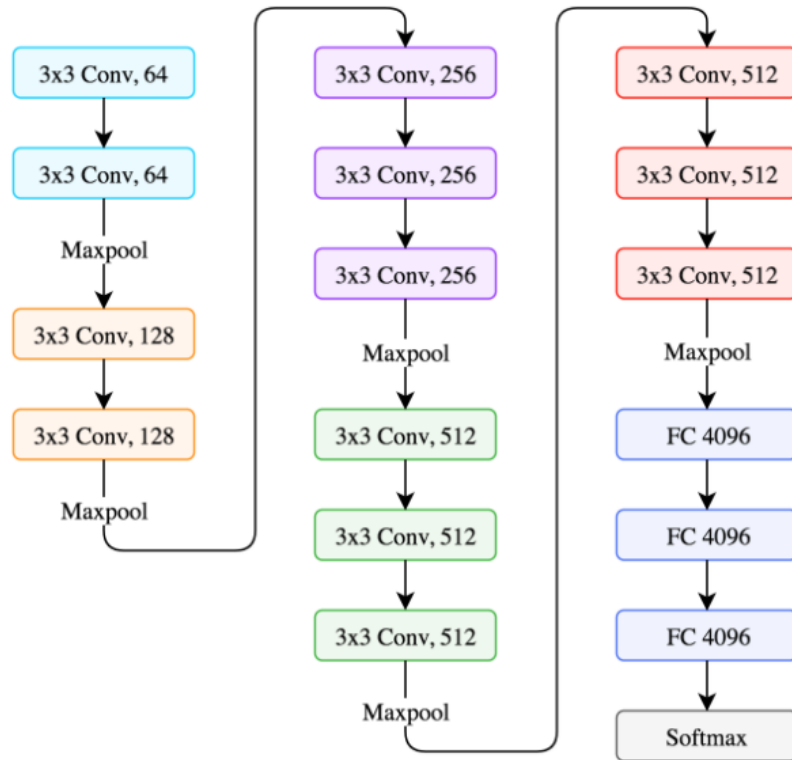 3x3 Conv, 64
3x3 Conv, 64
Maxpool
3x3 Conv, 128
3x3 Conv, 128
Maxpool
3x3 Conv, 256
3x3 Conv, 256
3x3 Conv, 256
Maxpool
3x3 Conv, 512
3x3 Conv, 512
3x3 Conv, 512
Maxpool
3x3 Conv, 512
3x3 Conv, 512
3x3 Conv, 512
Maxpool
FC 4096
FC 4096
FC 4096
Softmax